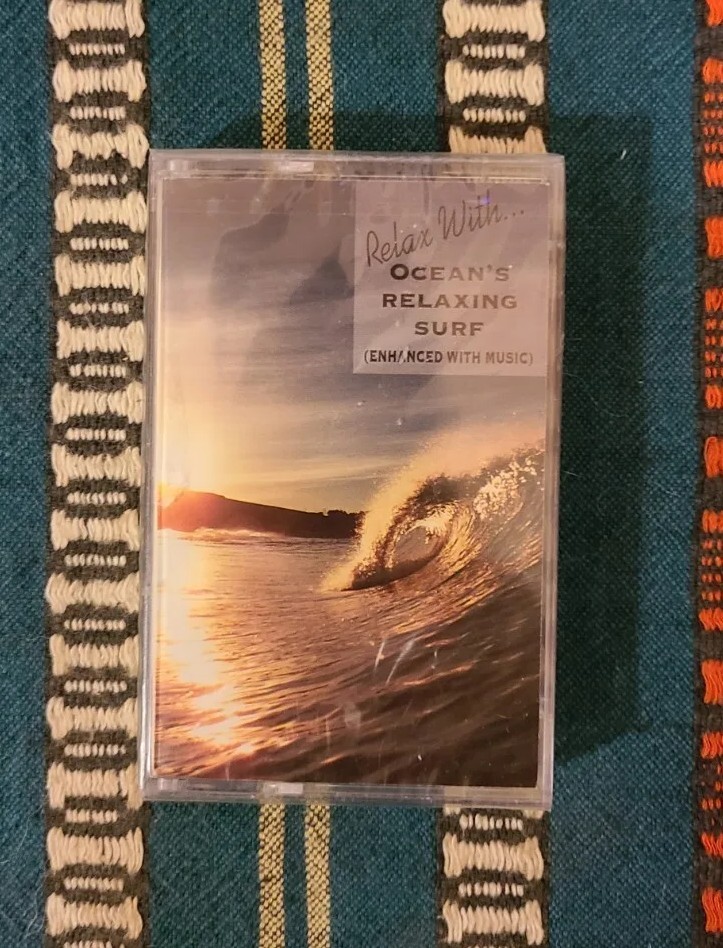 Relax With...
OCEAN'S
RELAXING
SURF
(ENHANCED WITH MUSIC)